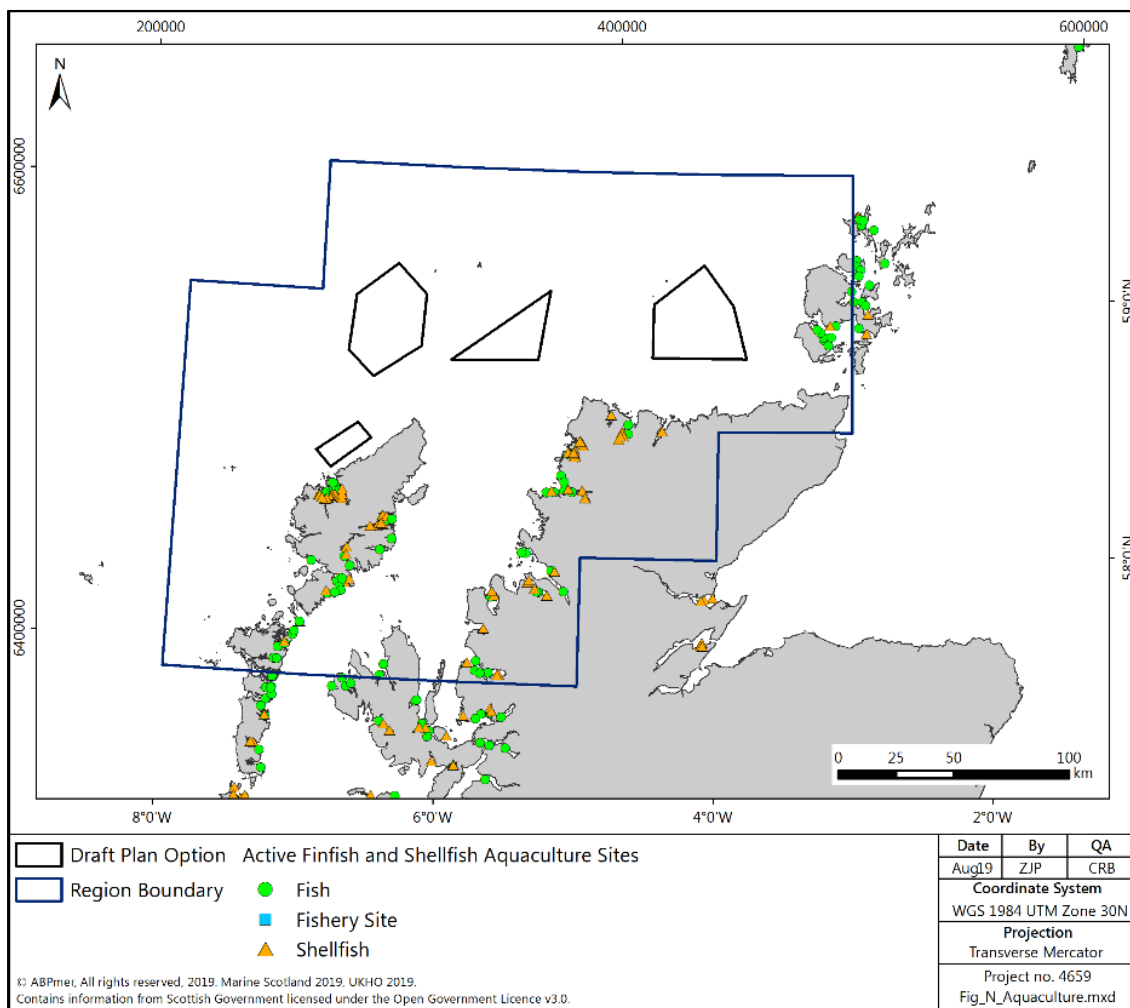 200000 400000 600000
N
6600000
6400000
59°0'N
58°0'N
0 25 50 100
km
8°0'W 6°0'W 4°0'W 2°0'W
Draft Plan Option
Region Boundary
Active Finfish and Shellfish Aquaculture Sites
Fish
Fishery Site
Shellfish
© ABPmer, All rights reserved, 2019. Marine Scotland 2019, UKHO 2019.
Contains information from Scottish Government licensed under the Open Government Licence v3.0.
Date By QA
Aug19 ZJP CRB
Coordinate System
WGS 1984 UTM Zone 30N
Projection
Transverse Mercator
Project no. 4659
Fig_N_Aquaculture.mxd